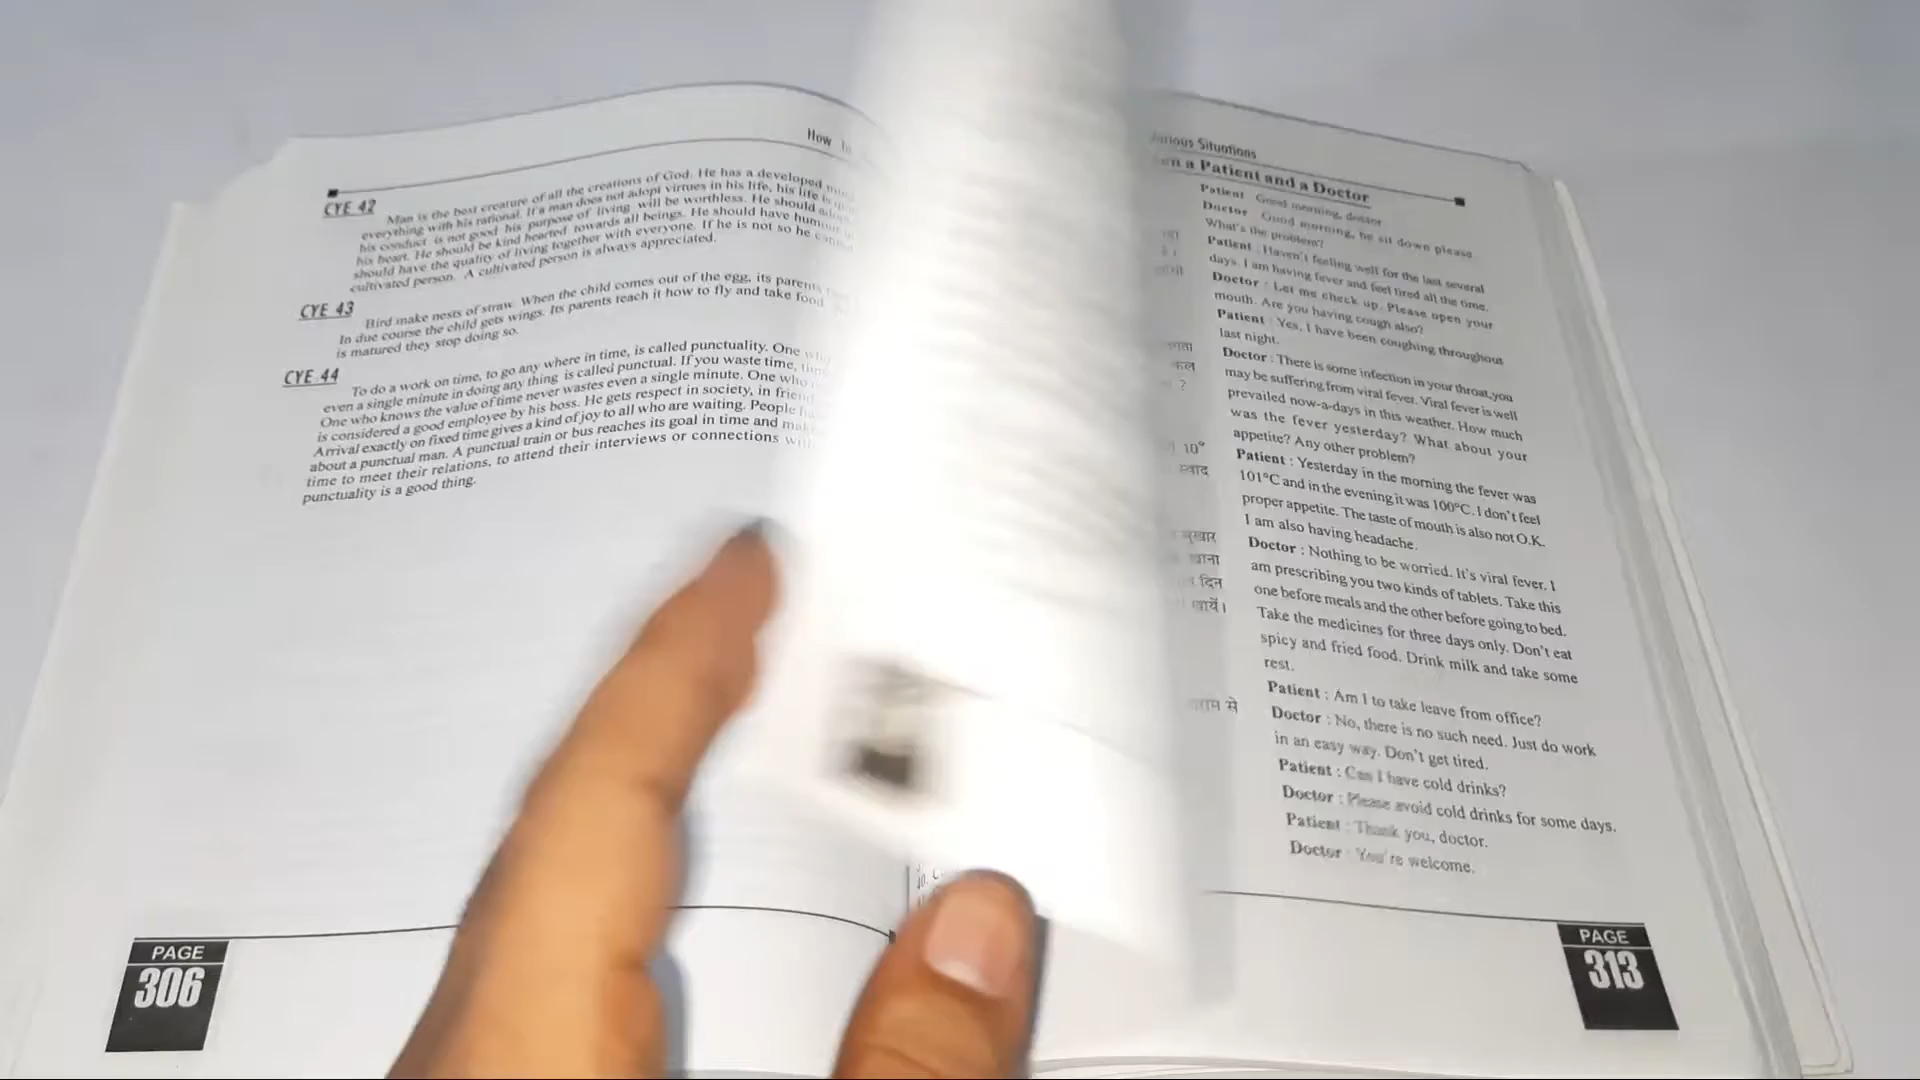 How
CYE 42
Man is the best creature of all the creations of God. He has a developed
everything with his rational. If a man does not adopt virtues in his life, his life is
his conduct is not good his purpose of living will be worthless. He should
his heart. He should be kind hearted towards all beings. He should have
should have the quality of living together with everyone. If he is not so he
cultivated person. A cultivated person is always appreciated.
CYE 43
Bird make nests of straw. When the child comes out of the egg, its parents
In due course the child gets wings. Its parents teach it how to fly and take food
is matured they stop doing so.
CYE 44
To do a work on time, to go any where in time, is called punctuality. One
even a single minute in doing any thing is called punctual. If you waste time,
One who knows the value of time never wastes even a single minute. One who
is considered a good employee by his boss. He gets respect in society, in
Arrival exactly on fixed time gives a kind of joy to all who are waiting. People
about a punctual man. A punctual train or bus reaches its goal in time and
time to meet their relations, to attend their interviews or connections
punctuality is a good thing.
PAGE
306
Situations
a Patient and a Doctor
Patient : Good morning, doctor.
Doctor : Good morning, be sit down please.
What's the problem?
Patient : Haven't feeling well for the last several
days. I am having fever and feel tired all the time.
Doctor : Let me check up. Please open your
mouth. Are you having cough also?
Patient : Yes, I have been coughing throughout
last night.
Doctor : There is some infection in your throat,you
may be suffering from viral fever. Viral fever is well
prevailed now-a-days in this weather. How much
was the fever yesterday? What about your
appetite? Any other problem?
Patient : Yesterday in the morning the fever was
101°C and in the evening it was 100°C. I don't feel
proper appetite. The taste of mouth is also not O.K.
I am also having headache.
Doctor : Nothing to be worried. It's viral fever. I
am prescribing you two kinds of tablets. Take this
one before meals and the other before going to bed.
Take the medicines for three days only. Don't eat
spicy and fried food. Drink milk and take some
rest.
Patient : Am I to take leave from office?
Doctor : No, there is no such need. Just do work
in an easy way. Don't get tired.
Patient : Can I have cold drinks?
Doctor : Please avoid cold drinks for some days.
Patient : Thank you, doctor.
Doctor : You're welcome.
कल
?
10°
स्वाद
बुखार
खाना
दिन
खायें।
से
40.
PAGE
313